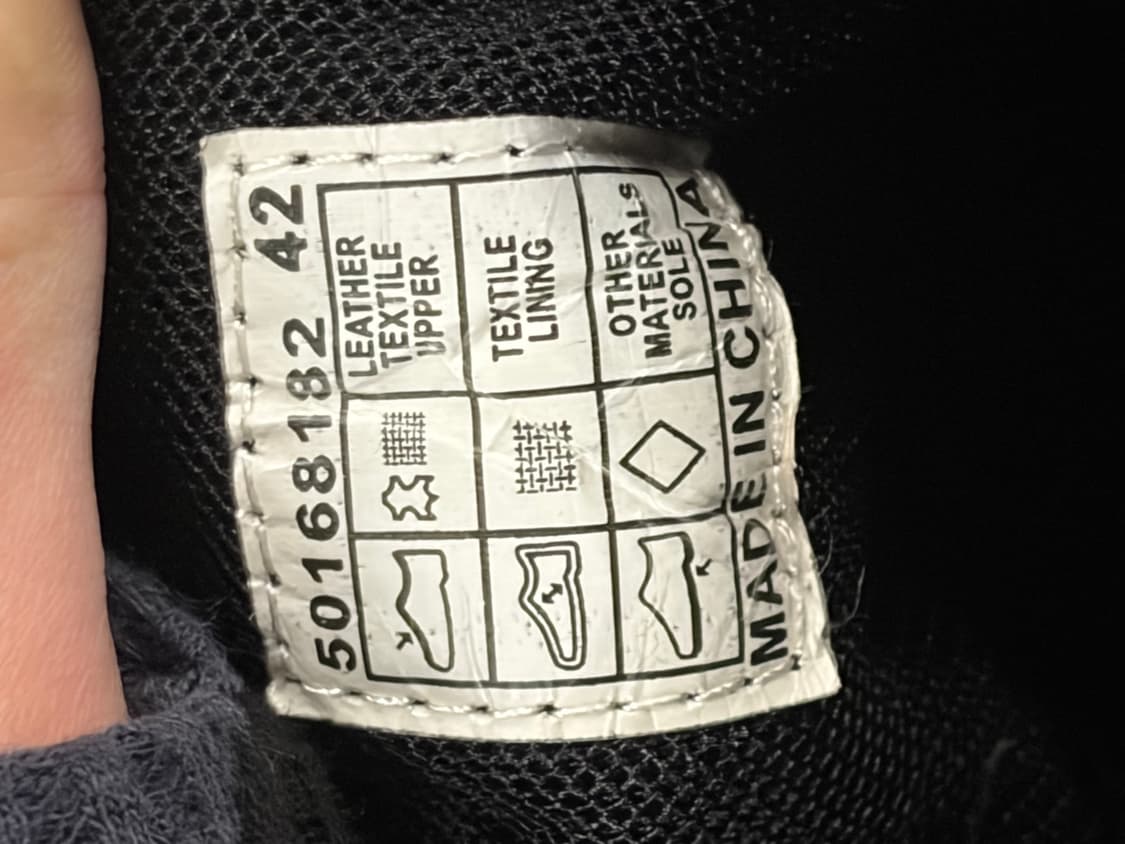 50168182 42
LEATHER
TEXTILE
UPPER
TEXTILE
LINING
OTHER
MATERIALS
SOLE
MADE IN CHINA